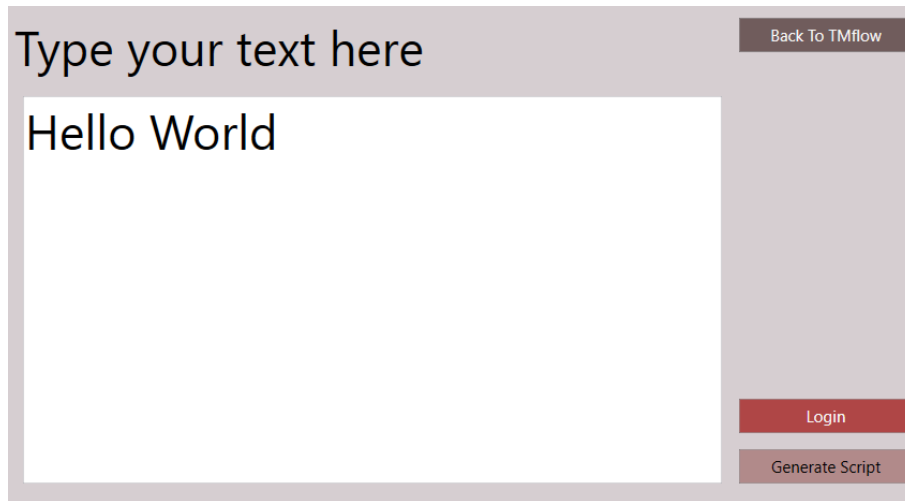 Type your text here
Back To TMflow
Hello World
Login
Generate Script